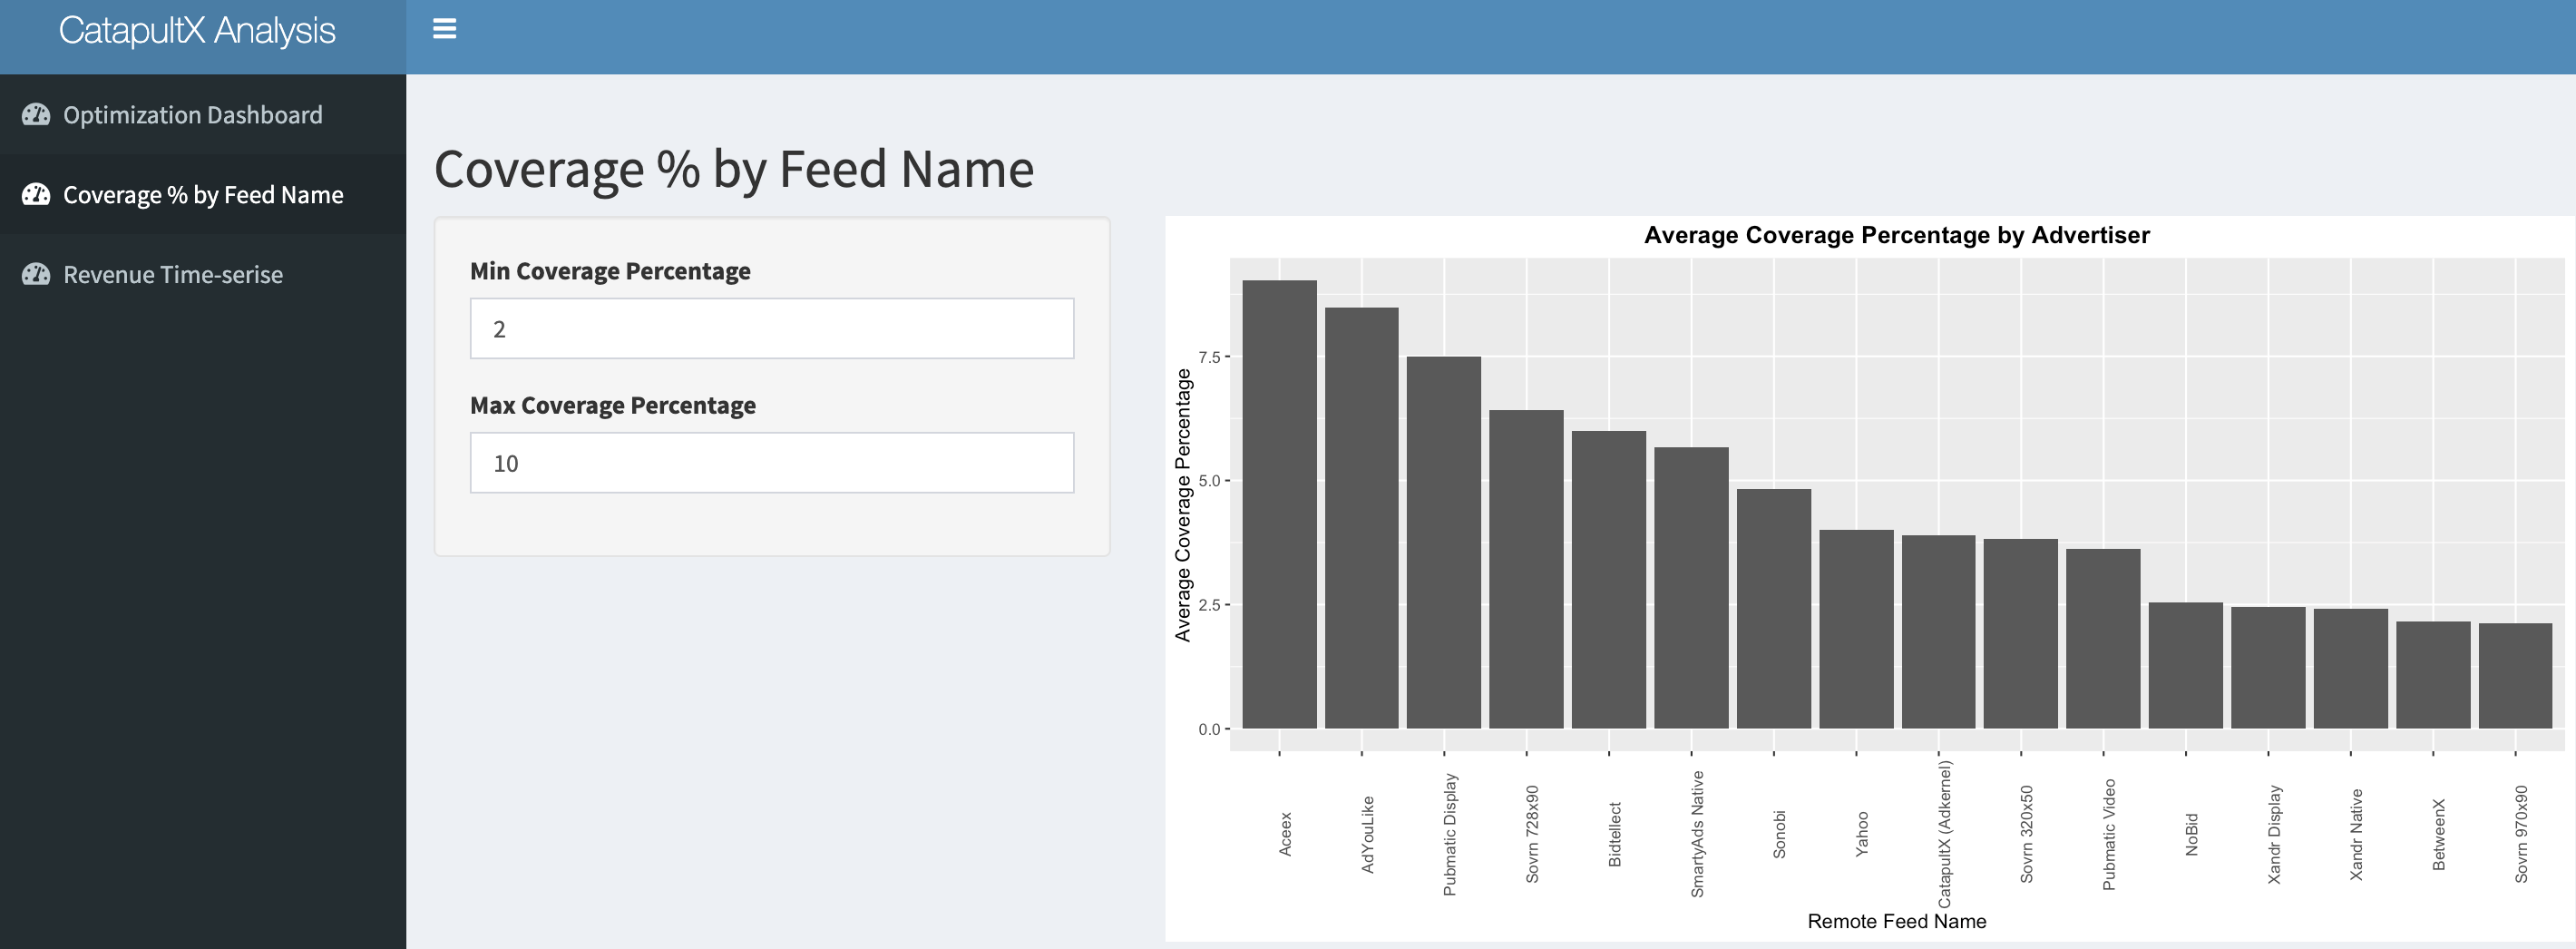 CatapultX Analysis
Optimization Dashboard
Coverage % by Feed Name
Revenue Time-serise
Coverage % by Feed Name
Min Coverage Percentage
2
Max Coverage Percentage
10
Average Coverage Percentage by Advertiser
Average Coverage Percentage
7.5
5.0
2.5
0.0
Aceex
AdYouLike
Pubmatic Display
Sovrn 728x90
Bidtellect
SmartyAds Native
Sonobi
Yahoo
CatapultX (Adkernel)
Sovrn 320x50
Pubmatic Video
NoBid
Xandr Display
Xandr Native
BetweenX
Sovrn 970x90
Remote Feed Name